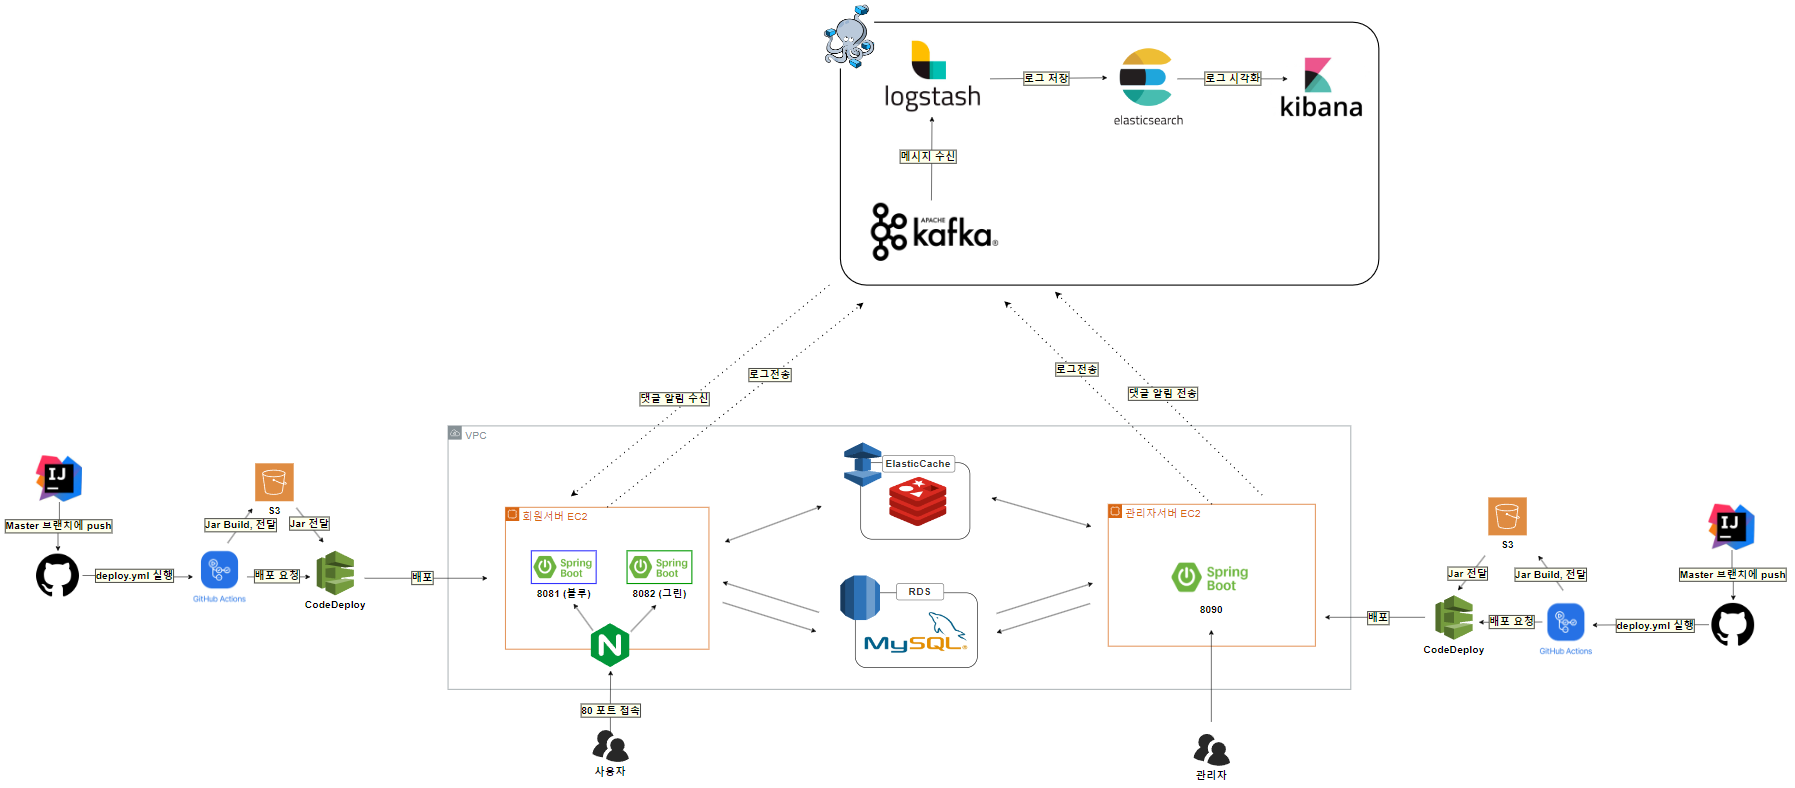 logstash
로그 저장
elasticsearch
로그 시각화
kibana
메시지 수신
APACHE
kafka®
댓글 알림 수신
로그전송
로그전송
댓글 알림 전송
VPC
IJ
Master 브랜치에 push
deploy.yml 실행
GitHub Actions
Jar Build, 전달
S3
Jar 전달
배포 요청
CodeDeploy
배포
회원서버 EC2
Spring Boot
8081 (블루)
Spring Boot
8082 (그린)
N
80 포트 접속
사용자
ElasticCache
RDS
MySQL®
관리자서버 EC2
Spring Boot
8090
관리자
배포
CodeDeploy
Jar 전달
S3
Jar Build, 전달
배포 요청
GitHub Actions
deploy.yml 실행
IJ
Master 브랜치에 push